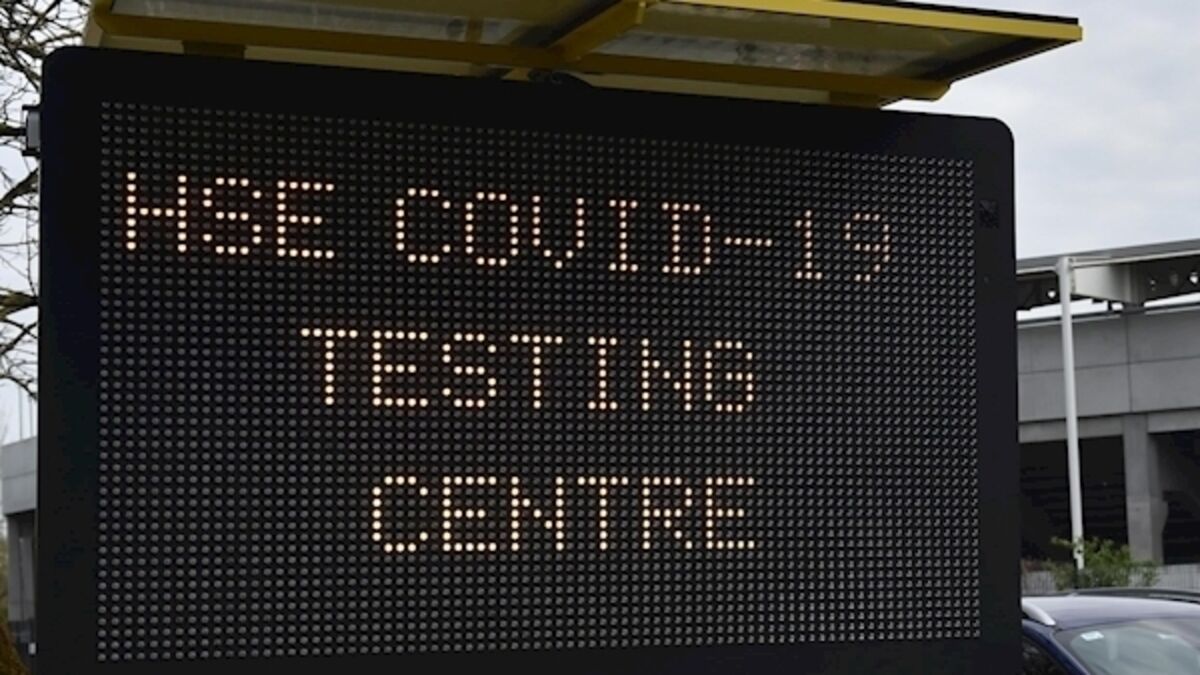 HSE COVID-19
TESTING
CENTRE